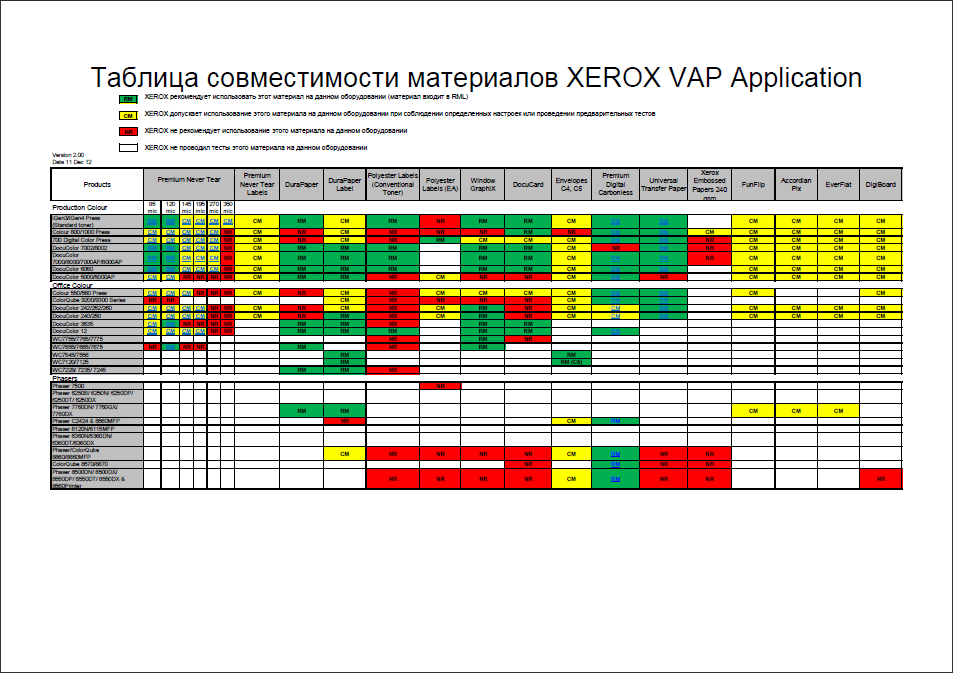 Таблица совместимости материалов XEROX VAP Application
RM XEROX рекомендует использовать этот материал на данном оборудовании (материал входит в RML)
CM XEROX допускает использование этого материала на данном оборудовании при соблюдении определенных настроек или проведении предварительных тестов
NR XEROX не рекомендует использование этого материала на данном оборудовании
XEROX не проводил тесты этого материала на данном оборудовании
Version 2.00
Date 11 Dec 12
Products Premium Never Tear Premium Never Tear Labels DuraPaper DuraPaper Label Polyester Labels (Conventional Toner) Polyester Labels (EA) Window GraphiX DocuCard Envelopes C4, C5 Premium Digital Carbonless Universal Transfer Paper Xerox Embossed Papers 240 gsm FunFlip Accordian Pix EverFlat DigiBoard
Production Colour 95 mic 120 mic 145 mic 195 mic 270 mic 350 mic
iGen3/iGen4 Press (Standard toner) CM CM CM CM CM RM CM RM NR RM RM CM RM RM CM CM CM CM
Colour 800/1000 Press CM CM CM CM CM NR CM NR CM NR NR NR RM NR RM RM CM CM CM CM CM
700 Digital Color Press CM CM CM CM CM NR CM NR CM NR RM CM CM CM RM RM NR CM CM CM CM
DocuColor 7002/8002 CM CM CM NR CM RM RM RM RM RM CM NR RM NR CM CM CM CM
DocuColor 7000/8000/7000AP/8000AP CM CM CM NR CM RM RM RM RM RM CM RM RM NR CM CM CM CM
DocuColor 6060 CM CM CM NR CM RM RM RM RM RM CM RM RM CM CM CM CM
DocuColor 5000/5000AP CM CM NR NR NR NR CM NR CM NR CM NR NR CM RM NR CM CM CM CM
Office Colour
Colour 550/560 Press CM CM CM NR NR NR CM NR CM NR CM CM CM CM RM RM CM CM
ColorQube 9200/9300 Series NR NR CM NR NR NR NR CM RM RM
DocuColor 242/252/260 CM CM CM CM NR NR CM NR CM NR CM RM NR CM CM RM CM CM CM CM
DocuColor 240/250 CM CM CM CM NR NR CM NR RM NR CM RM NR CM CM RM CM CM CM CM
DocuColor 3535 CM NR NR NR NR RM RM NR RM RM
DocuColor 12 CM CM CM CM NR NR RM RM RM RM RM RM
WC7755/7765/7775 NR RM NR
WC7655/7665/7675 NR RM NR NR RM NR RM
WC7545/7556 RM RM
WC7120/7125 RM RM (C5)
WC7228/ 7235/ 7245 RM RM NR
Phasers
Phaser 7500 NR
Phaser 6250B/ 6250N/ 6250DP/ 6250DT/ 6250DX
Phaser 7760DN/ 7760GX/ 7760DX RM RM CM CM CM
Phaser C2424 & 8560MFP NR CM RM
Phaser 6120N/6115MFP
Phaser 6360N/6360DN/ 6360DT/6360DX
Phaser/ColorQube 8860/8860MFP CM NR NR NR NR CM RM NR NR
ColorQube 8570/8870 NR RM NR NR
Phaser 8500DN/ 8500DX/ 8550DP/ 8550DT/ 8550DX & 8560Printer NR NR NR NR CM RM NR NR NR